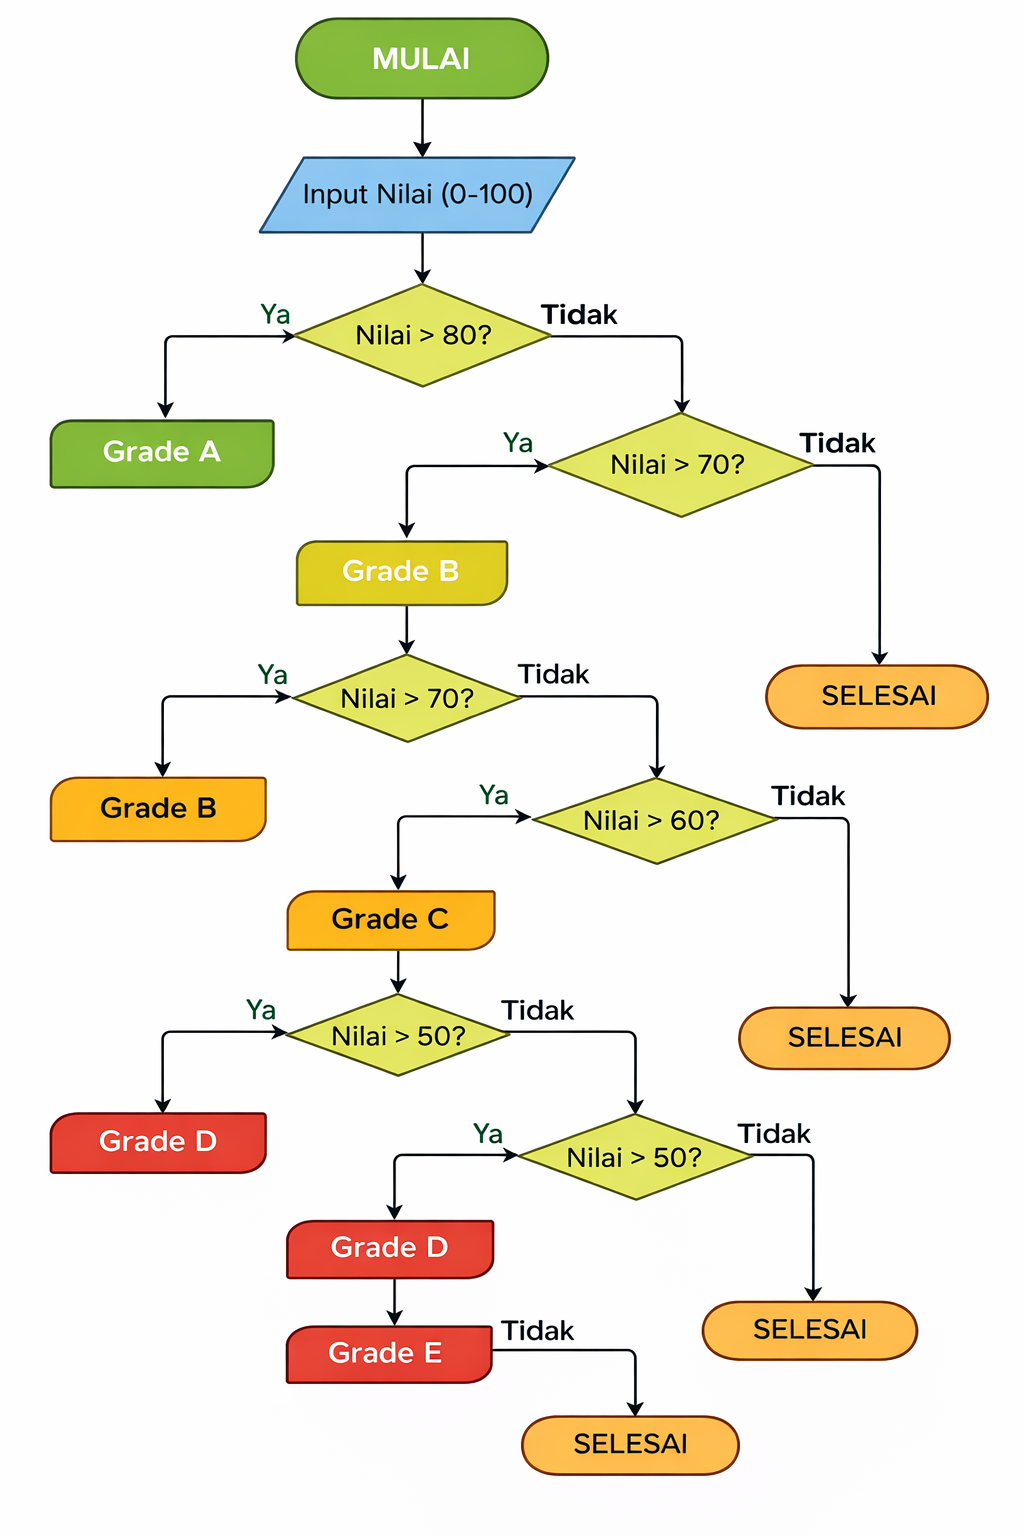 MULAI
Input Nilai (0-100)
Ya
Nilai > 80?
Tidak
Grade A
Ya
Nilai > 70?
Tidak
Grade B
Ya
Nilai > 70?
Tidak
SELESAI
Grade B
Ya
Nilai > 60?
Tidak
Grade C
Ya
Nilai > 50?
Tidak
SELESAI
Grade D
Ya
Nilai > 50?
Tidak
Grade D
Grade E
Tidak
SELESAI
SELESAI